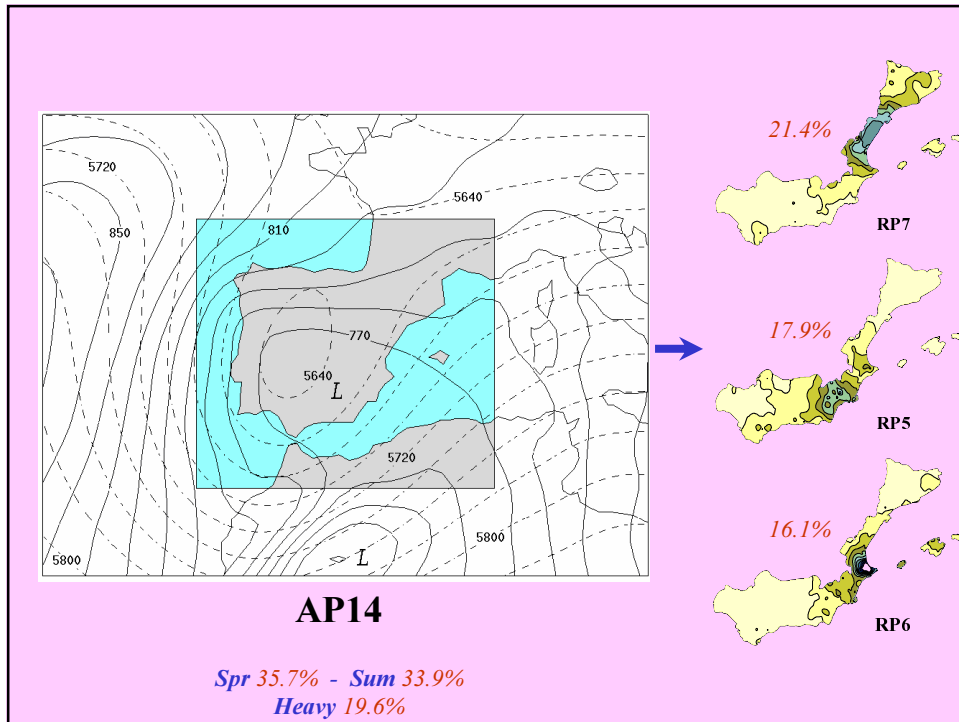 5720
850
810
5640
770
5640
L
5720
5800
5800
L
AP14
Spr 35.7% - Sum 33.9%
Heavy 19.6%
21.4%
RP7
17.9%
RP5
16.1%
RP6